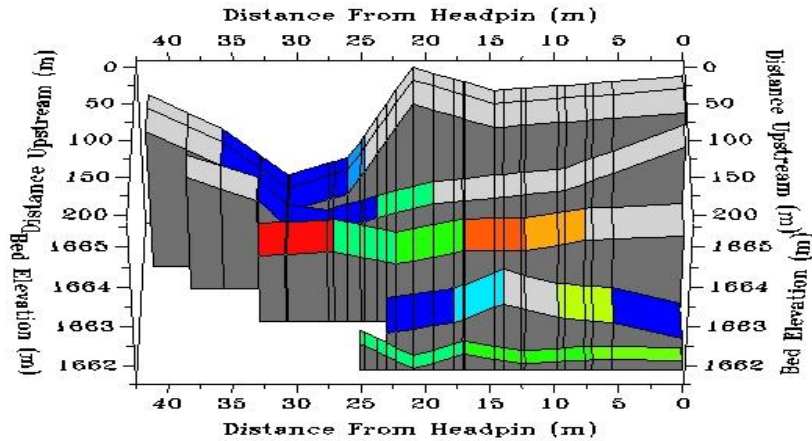 Distance From Headpin (m)
40 35 30 25 20 15 10 5 0
0 0
50 50
100 100
150 150
200 200
1665 1665
1664 1664
1663 1663
1662 1662
Distance Upstream (m)
Bed Elevation (m)
Distance Upstream (m)
Bed Elevation (m)
40 35 30 25 20 15 10 5 0
Distance From Headpin (m)